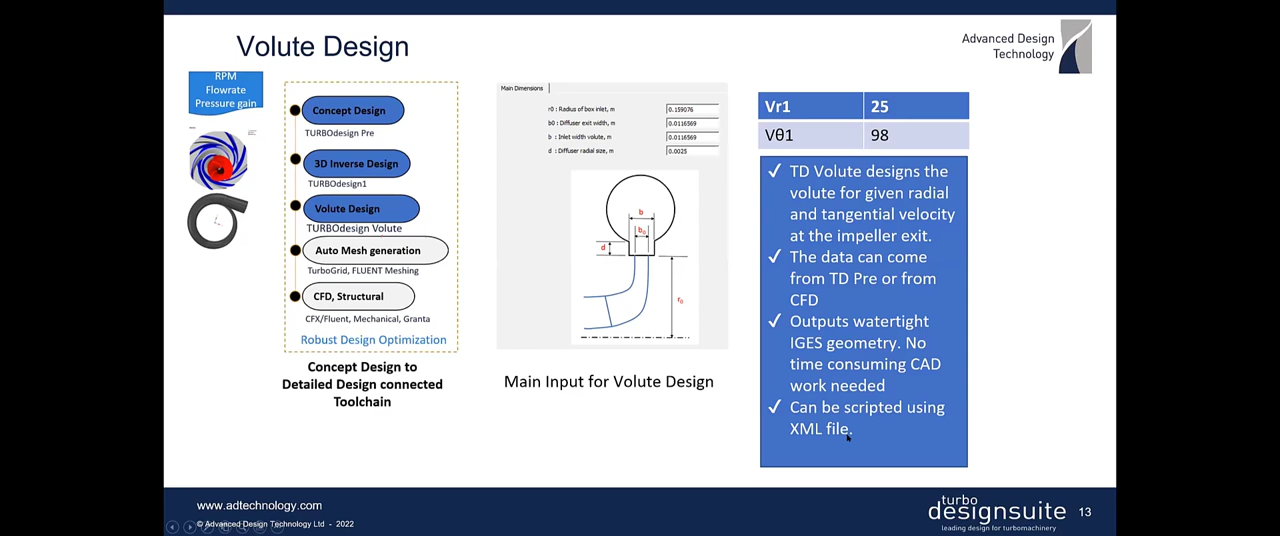 Volute Design
Advanced Design
Technology
RPM
Flowrate
Pressure gain
Concept Design
TURBOdesign Pre
3D Inverse Design
TURBOdesign1
Volute Design
TURBOdesign Volute
Auto Mesh generation
TurboGrid, FLUENT Meshing
CFD, Structural
CFX/Fluent, Mechanical, Granta
Robust Design Optimization
Concept Design to
Detailed Design connected
Toolchain
Main Dimensions
r0 : Radius of box inlet, m 0.159076
b0 : Diffuser exit width, m 0.0116569
b : Inlet width volute, m 0.0116569
d : Diffuser radial size, m 0.0025
b
b₀
d
r₀
Main Input for Volute Design
Vr1 25
Vθ1 98
✓ TD Volute designs the
volute for given radial
and tangential velocity
at the impeller exit.
✓ The data can come
from TD Pre or from
CFD
✓ Outputs watertight
IGES geometry. No
time consuming CAD
work needed
✓ Can be scripted using
XML file.
www.adtechnology.com
© Advanced Design Technology Ltd - 2022
turbo
designsuite
leading design for turbomachinery
13